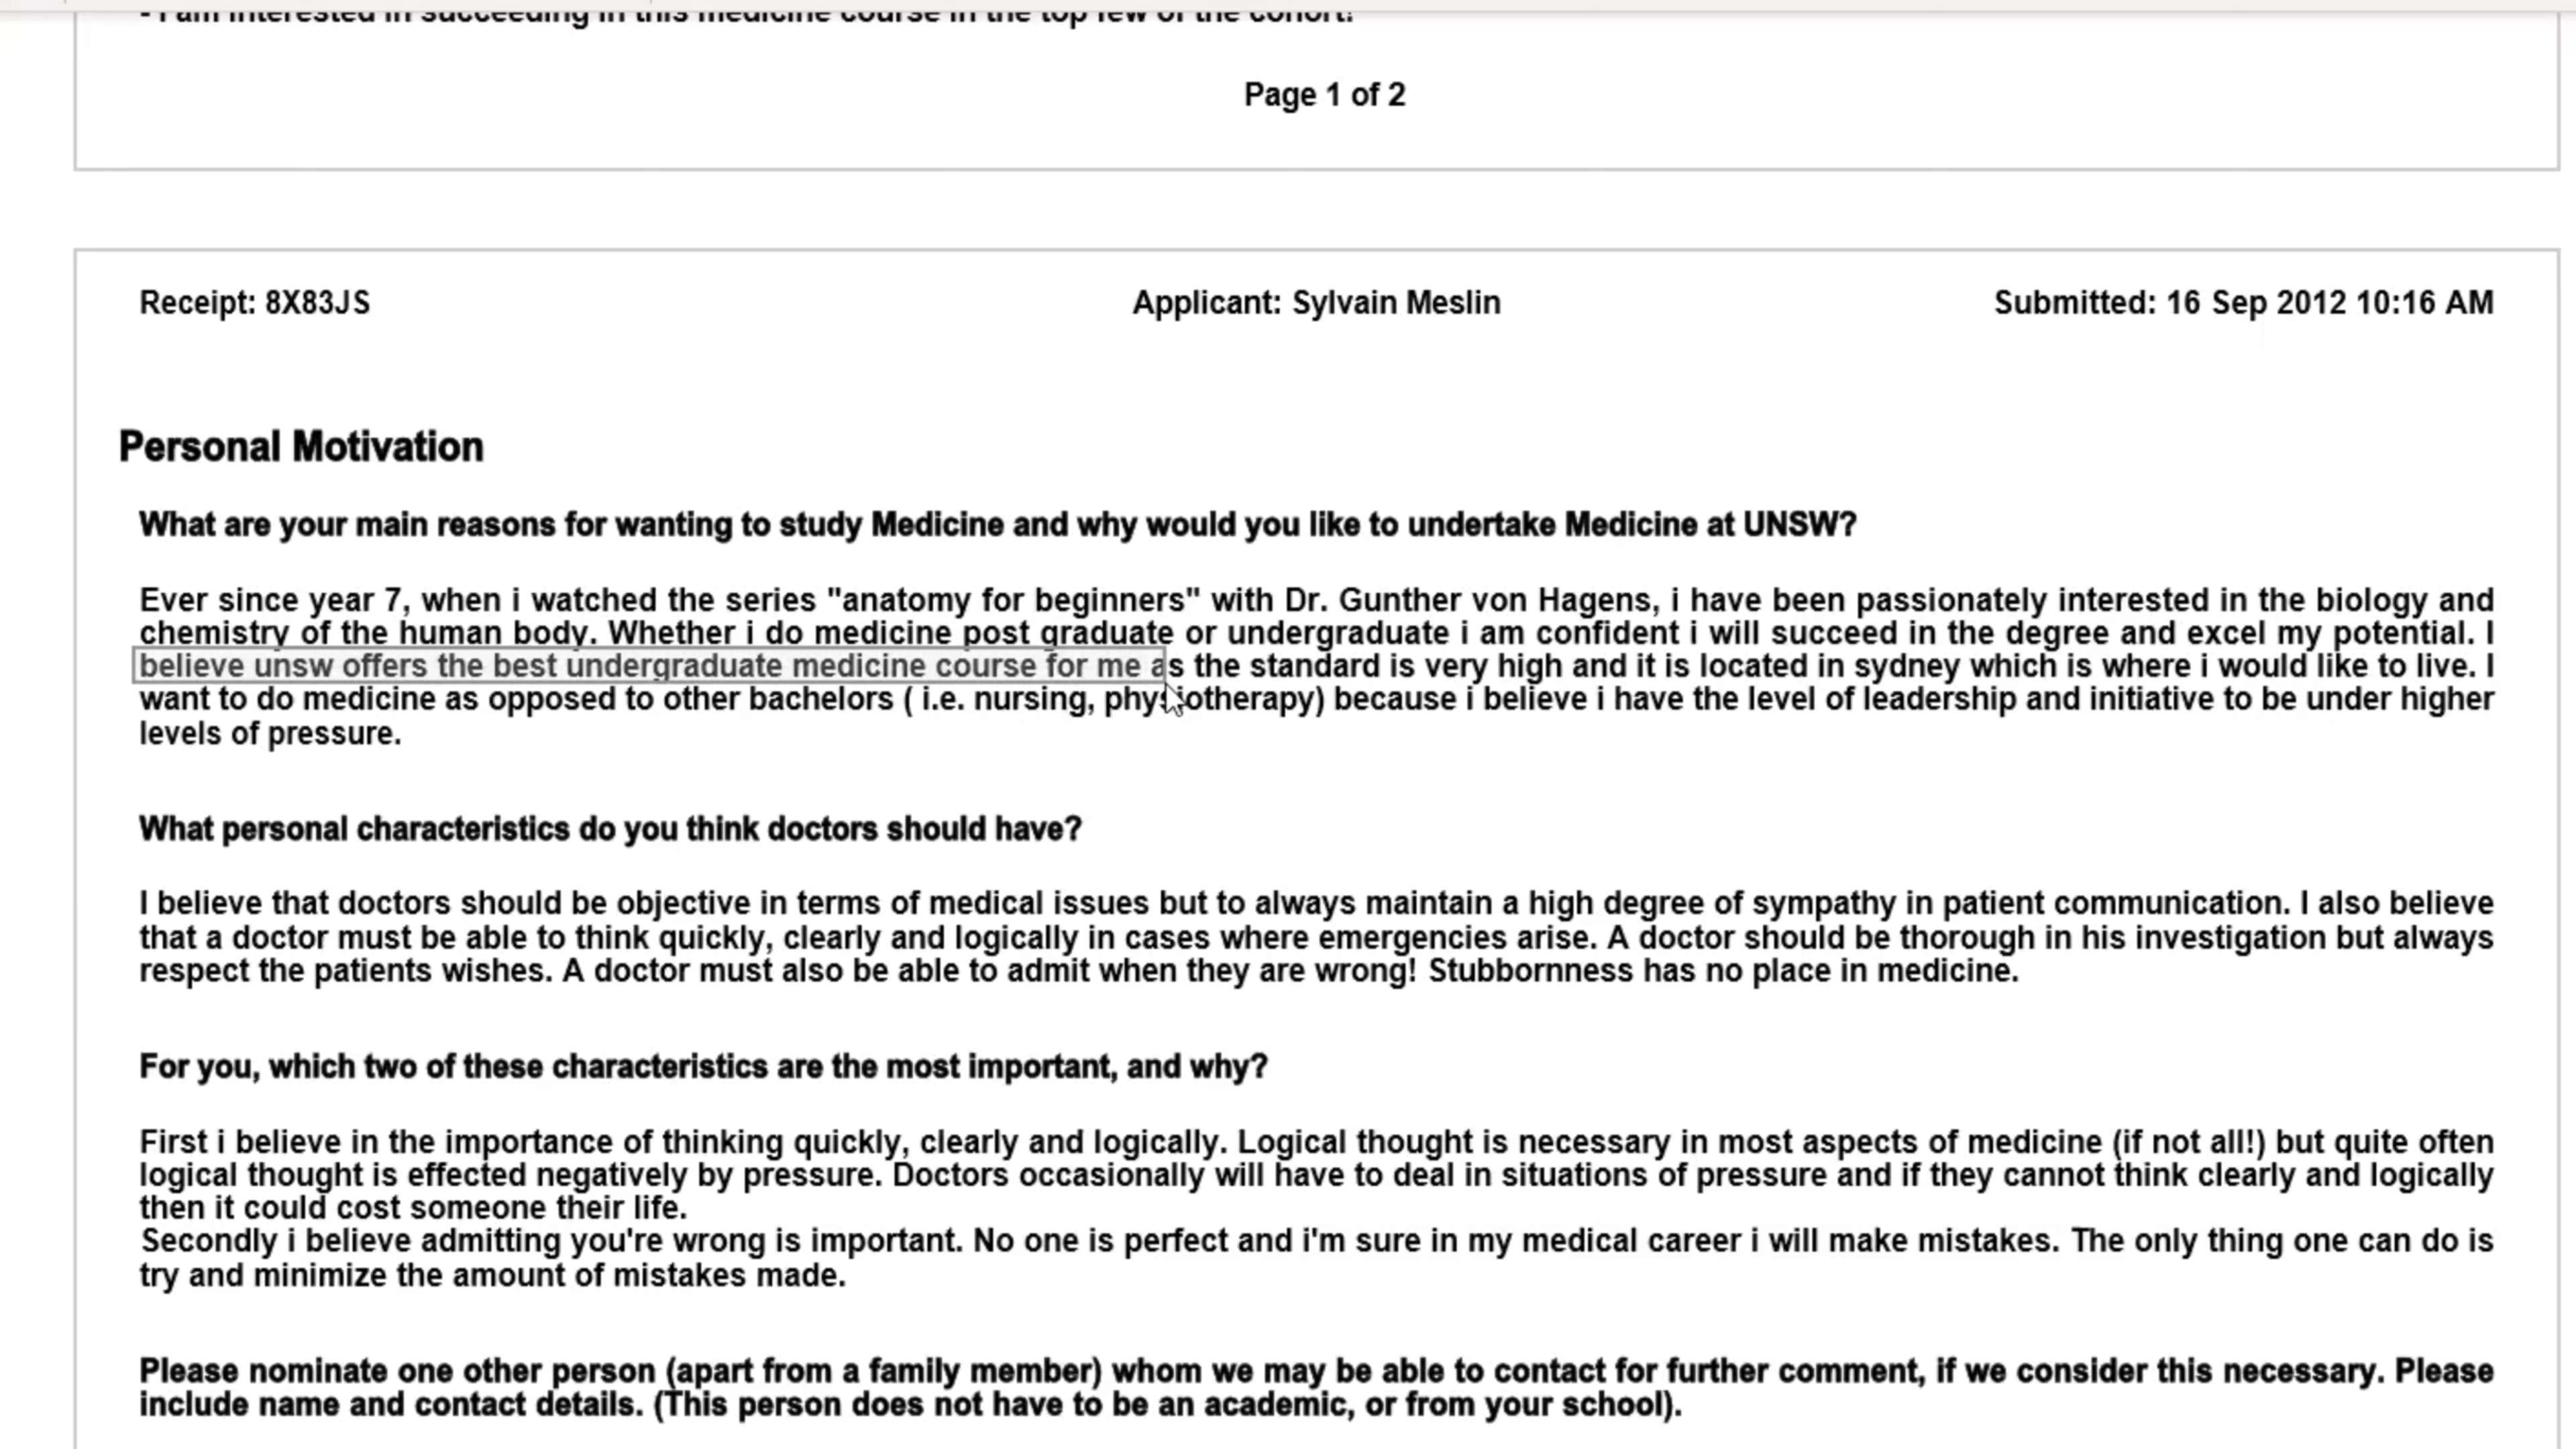 - I am interested in succeeding in this medicine course in the top few of the cohort!
Page 1 of 2
Receipt: 8X83JS Applicant: Sylvain Meslin Submitted: 16 Sep 2012 10:16 AM
Personal Motivation
What are your main reasons for wanting to study Medicine and why would you like to undertake Medicine at UNSW?
Ever since year 7, when i watched the series "anatomy for beginners" with Dr. Gunther von Hagens, i have been passionately interested in the biology and
chemistry of the human body. Whether i do medicine post graduate or undergraduate i am confident i will succeed in the degree and excel my potential. I
believe unsw offers the best undergraduate medicine course for me as the standard is very high and it is located in sydney which is where i would like to live. I
want to do medicine as opposed to other bachelors ( i.e. nursing, physiotherapy) because i believe i have the level of leadership and initiative to be under higher
levels of pressure.
What personal characteristics do you think doctors should have?
I believe that doctors should be objective in terms of medical issues but to always maintain a high degree of sympathy in patient communication. I also believe
that a doctor must be able to think quickly, clearly and logically in cases where emergencies arise. A doctor should be thorough in his investigation but always
respect the patients wishes. A doctor must also be able to admit when they are wrong! Stubbornness has no place in medicine.
For you, which two of these characteristics are the most important, and why?
First i believe in the importance of thinking quickly, clearly and logically. Logical thought is necessary in most aspects of medicine (if not all!) but quite often
logical thought is effected negatively by pressure. Doctors occasionally will have to deal in situations of pressure and if they cannot think clearly and logically
then it could cost someone their life.
Secondly i believe admitting you're wrong is important. No one is perfect and i'm sure in my medical career i will make mistakes. The only thing one can do is
try and minimize the amount of mistakes made.
Please nominate one other person (apart from a family member) whom we may be able to contact for further comment, if we consider this necessary. Please
include name and contact details. (This person does not have to be an academic, or from your school).